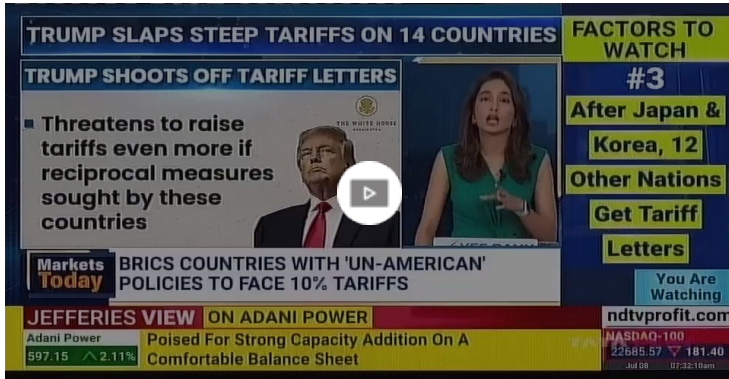 TRUMP SLAPS STEEP TARIFFS ON 14 COUNTRIES
TRUMP SHOOTS OFF TARIFF LETTERS
THE WHITE HOUSE
WASHINGTON
Threatens to raise
tariffs even more if
reciprocal measures
sought by these
countries
FACTORS TO
WATCH
#3
After Japan &
Korea, 12
Other Nations
Get Tariff
Letters
Markets
Today
BRICS COUNTRIES WITH 'UN-AMERICAN'
POLICIES TO FACE 10% TARIFFS
You Are
Watching
ndtvprofit.com
JEFFERIES VIEW ON ADANI POWER
Adani Power
597.15 2.11%
Poised For Strong Capacity Addition On A
Comfortable Balance Sheet
NASDAQ-100
22685.57 181.40
Jul 08 07:32:10am